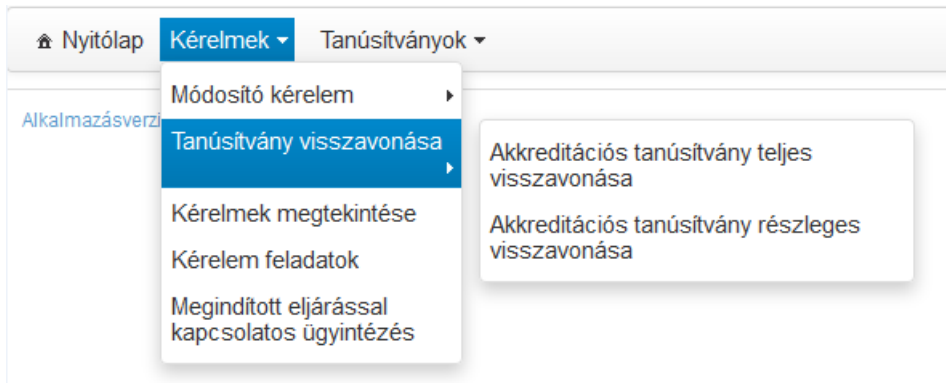 Nyitólap Kérelmek Tanúsítványok
Módosító kérelem
Alkalmazásverzi
Tanúsítvány visszavonása
Akkreditációs tanúsítvány teljes
visszavonása
Akkreditációs tanúsítvány részleges
visszavonása
Kérelmek megtekintése
Kérelem feladatok
Megindított eljárással
kapcsolatos ügyintézés